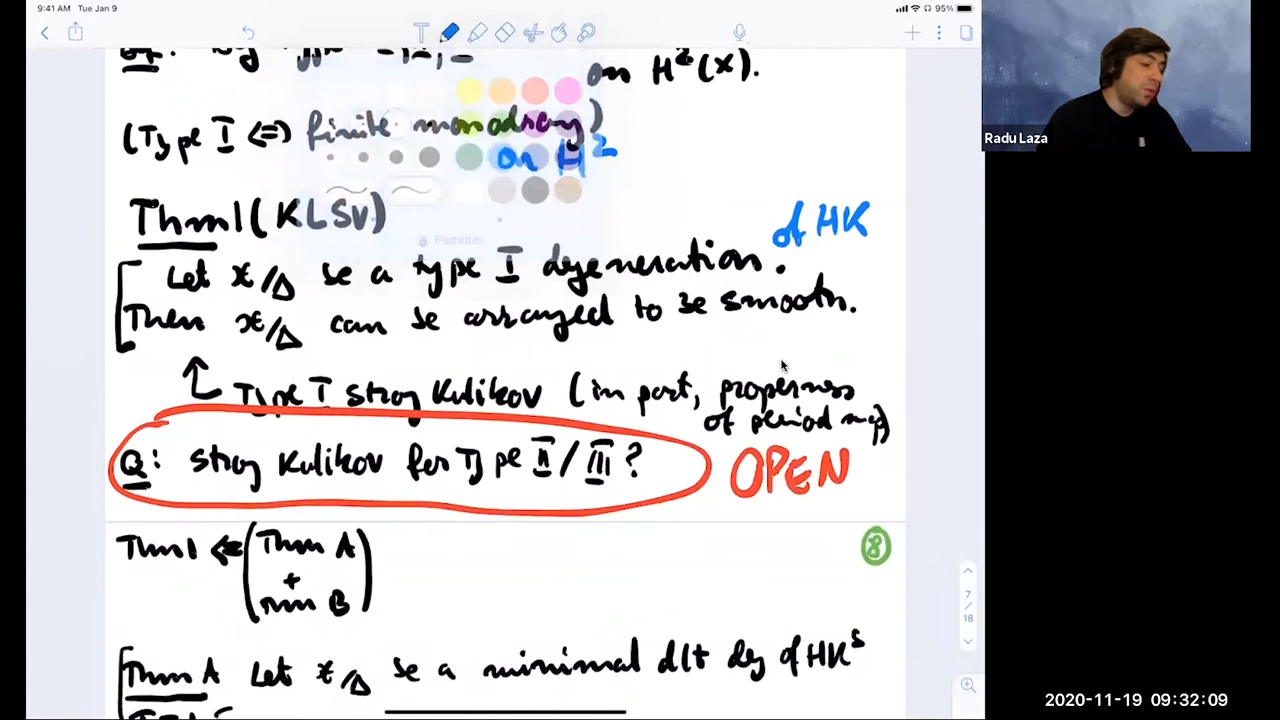 9:41 AM Tue Jan 9
95%
on H²(X).
(Type I <=> finite monodromy)
on H²
Thm1 (KLSV)
of HK
Let 𝒳/Δ be a type I degeneration.
Then 𝒳/Δ can be arranged to be smooth.
Type I strong Kulikov (in part, properness
of period map)
Q: strong Kulikov for Type II/III?
OPEN
Thm1 <= (Thm A
+
Thm B)
8
Thm A Let 𝒳/Δ be a minimal dlt deg of HKs
7
/
18
Radu Laza
2020-11-19 09:32:09